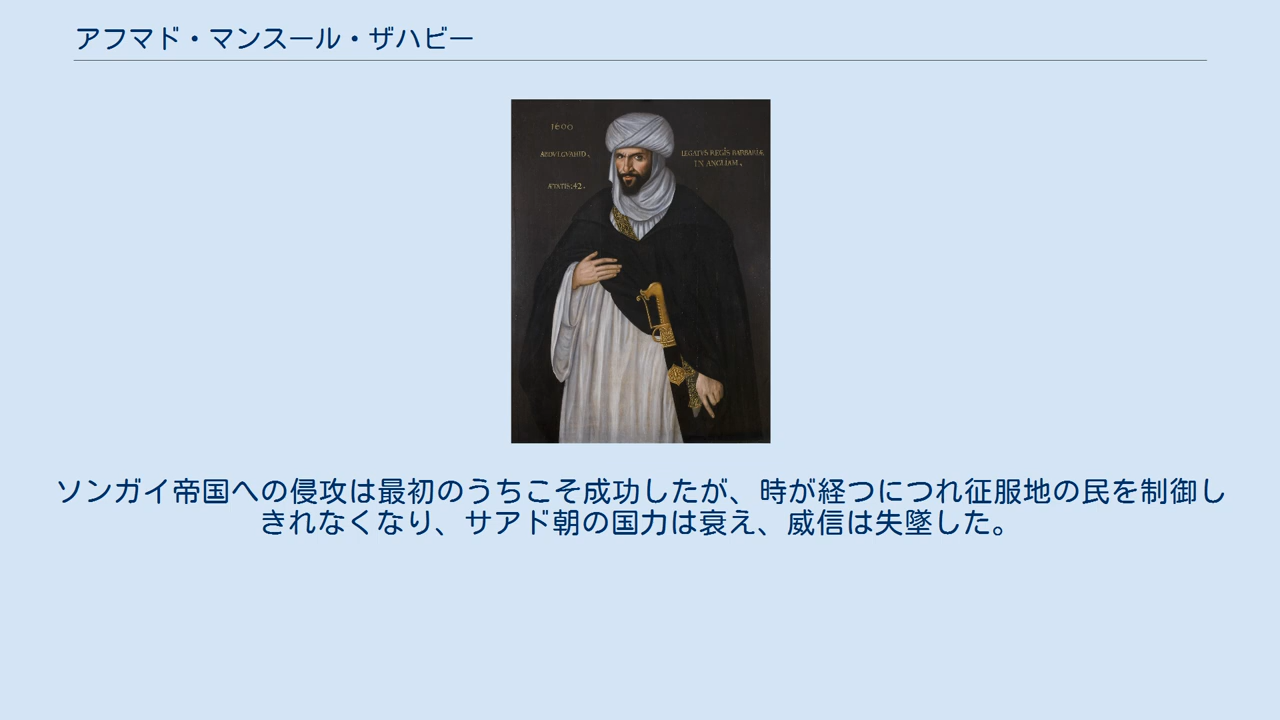 アフマド・マンスール・ザハビー
1600
ABDVLGVAHID.
ÆTATIS:42.
LEGATVS REGIS BARBARIÆ
IN ANGLIAM.
ソンガイ帝国への侵攻は最初のうちこそ成功したが、時が経つにつれ征服地の民を制御し
きれなくなり、サアド朝の国力は衰え、威信は失墜した。